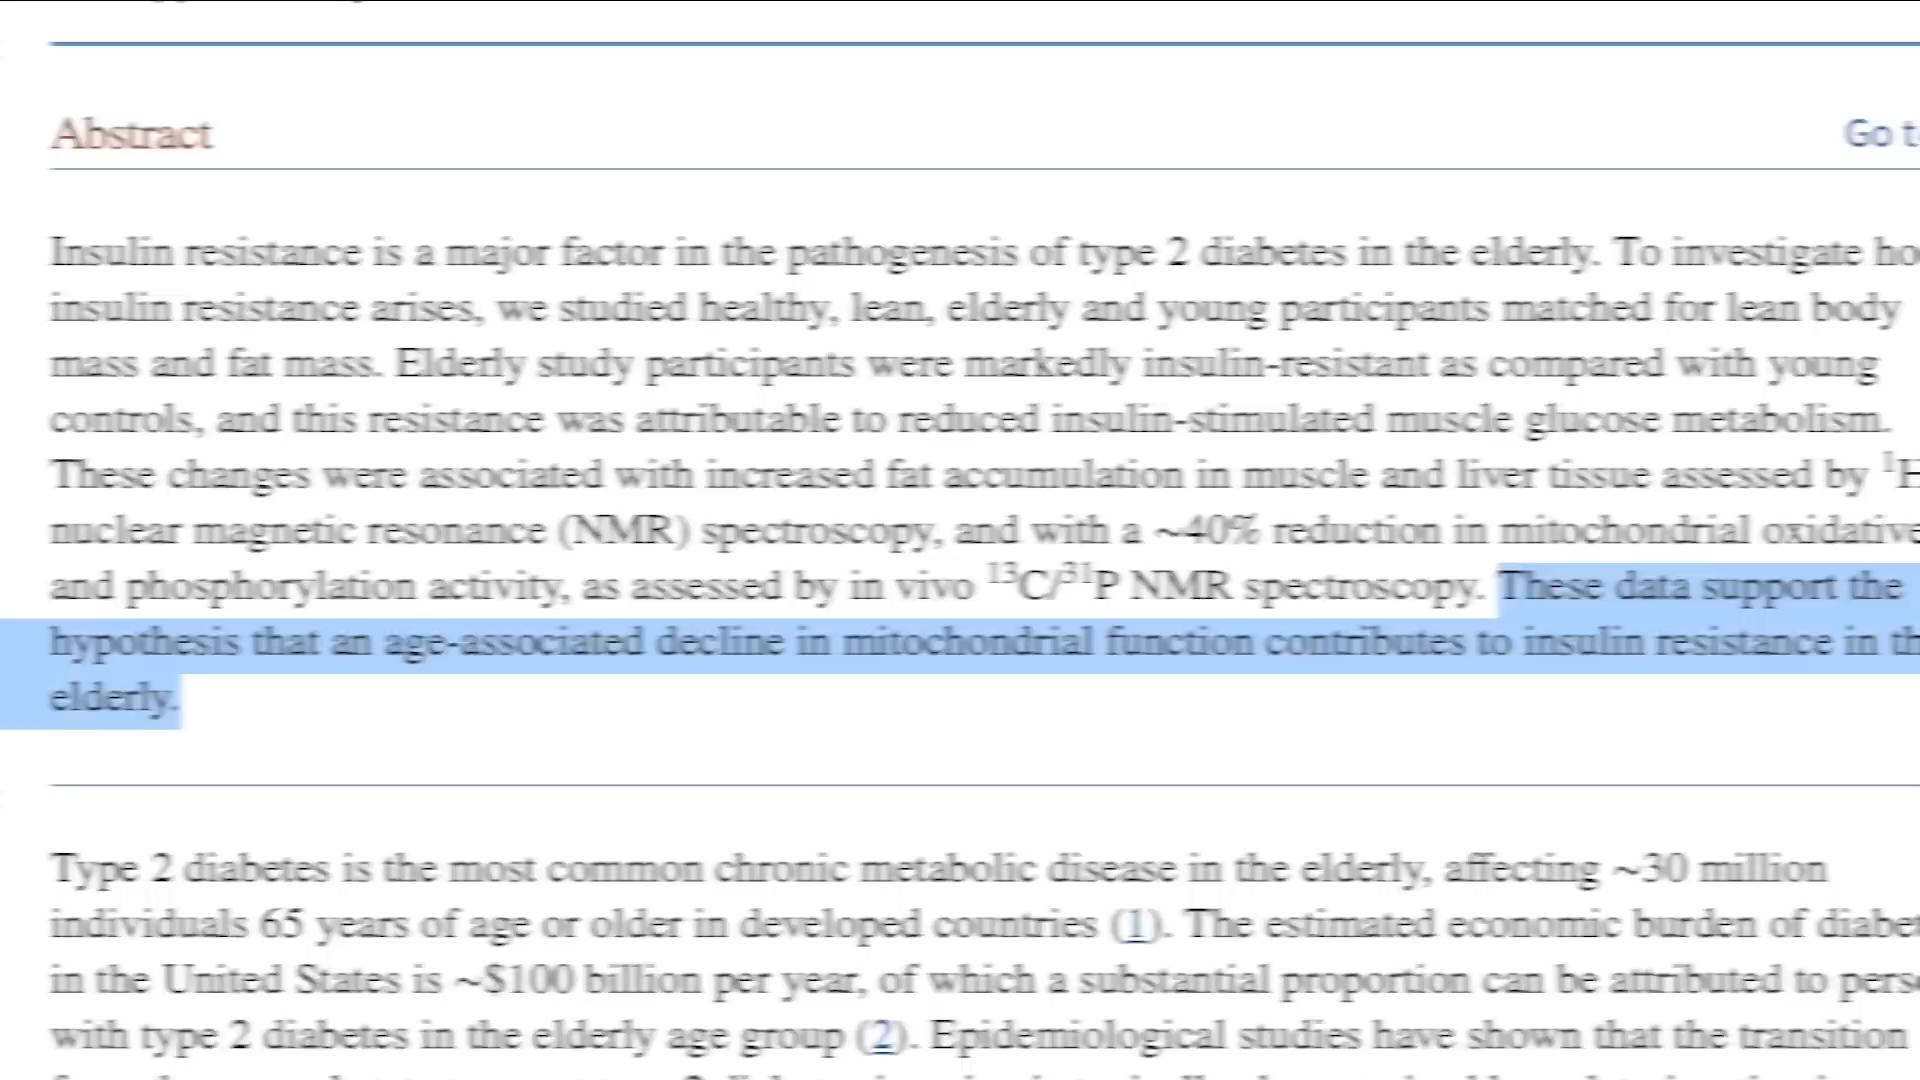 Abstract
Go t
Insulin resistance is a major factor in the pathogenesis of type 2 diabetes in the elderly. To investigate ho
insulin resistance arises, we studied healthy, lean, elderly and young participants matched for lean body
mass and fat mass. Elderly study participants were markedly insulin-resistant as compared with young
controls, and this resistance was attributable to reduced insulin-stimulated muscle glucose metabolism.
These changes were associated with increased fat accumulation in muscle and liver tissue assessed by ¹H
nuclear magnetic resonance (NMR) spectroscopy, and with a ~40% reduction in mitochondrial oxidative
and phosphorylation activity, as assessed by in vivo ¹³C/³¹P NMR spectroscopy. These data support the
hypothesis that an age-associated decline in mitochondrial function contributes to insulin resistance in th
elderly.
Type 2 diabetes is the most common chronic metabolic disease in the elderly, affecting ~30 million
individuals 65 years of age or older in developed countries (1). The estimated economic burden of diabet
in the United States is ~$100 billion per year, of which a substantial proportion can be attributed to pers
with type 2 diabetes in the elderly age group (2). Epidemiological studies have shown that the transition